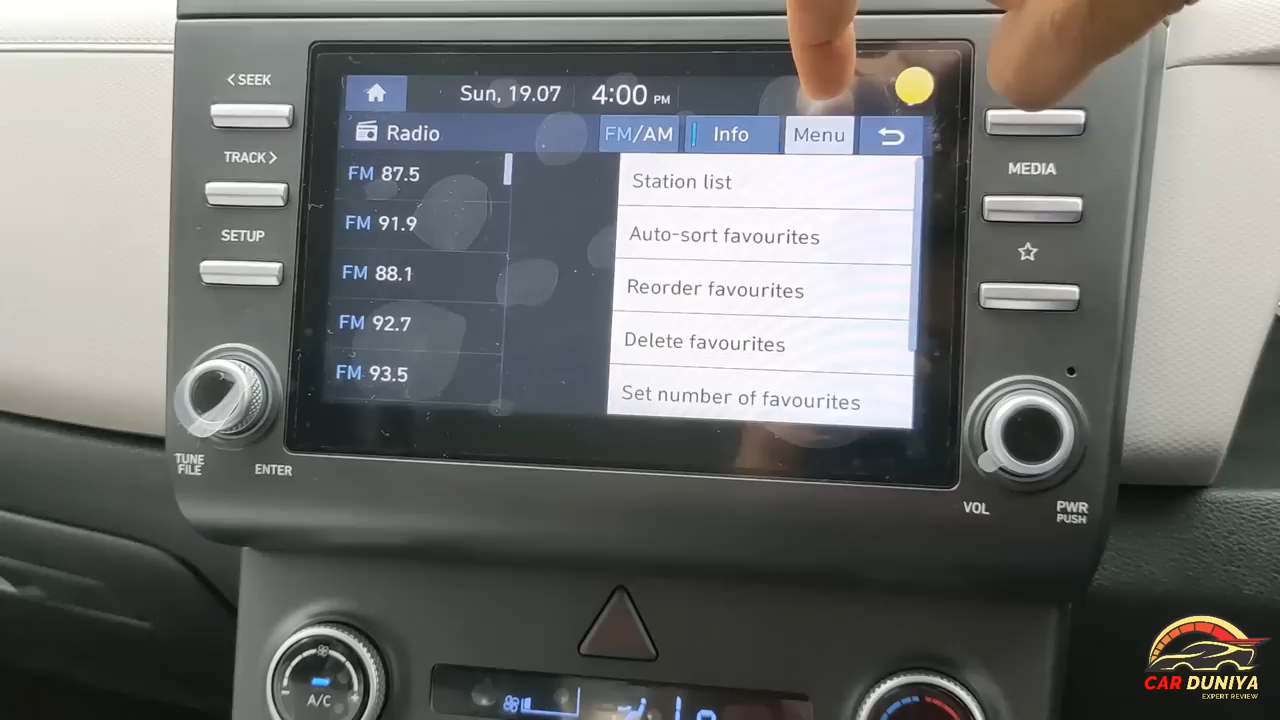 < SEEK
TRACK >
SETUP
TUNE
FILE
ENTER
Sun, 19.07 4:00 PM
Radio FM/AM Info Menu
FM 87.5
FM 91.9
FM 88.1
FM 92.7
FM 93.5
Station list
Auto-sort favourites
Reorder favourites
Delete favourites
Set number of favourites
MEDIA
VOL
PWR
PUSH
A/C
CAR DUNIYA
EXPERT REVIEW